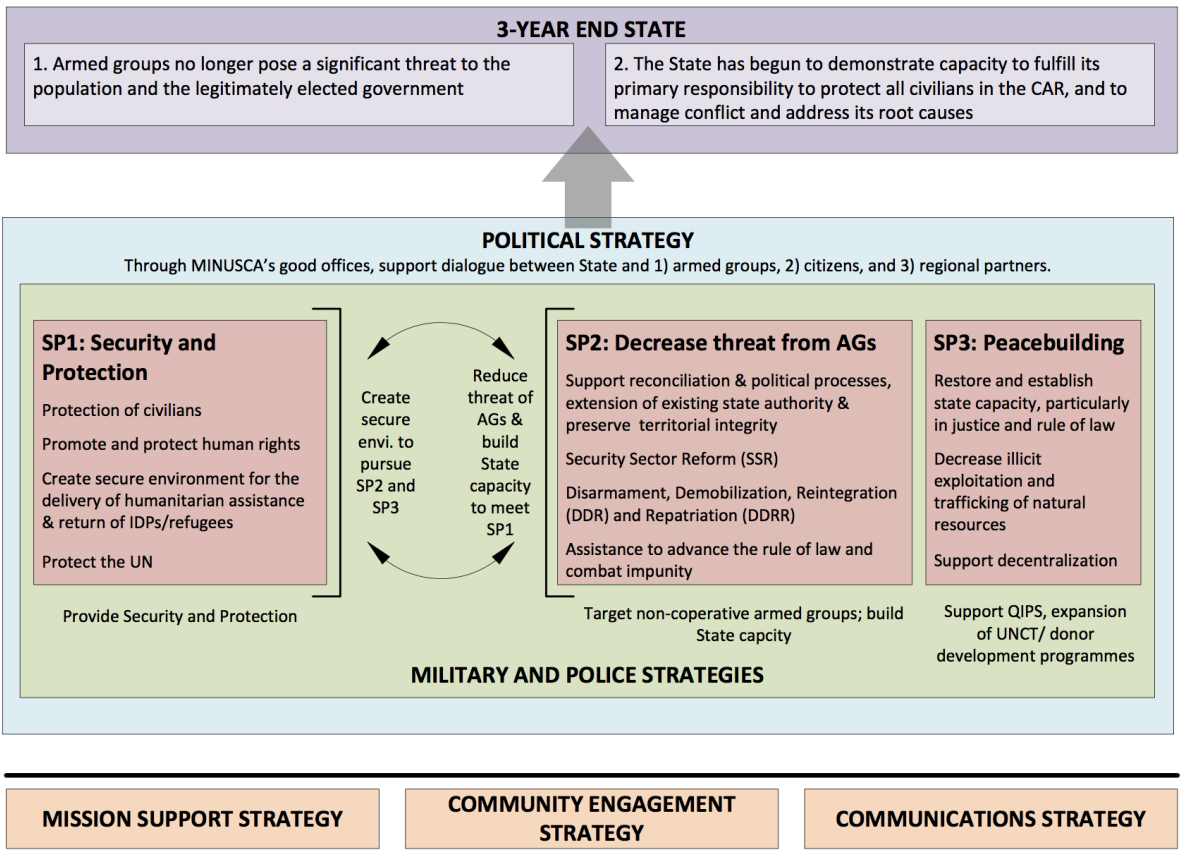 3-YEAR END STATE
1. Armed groups no longer pose a significant threat to the
population and the legitimately elected government
2. The State has begun to demonstrate capacity to fulfill its
primary responsibility to protect all civilians in the CAR, and to
manage conflict and address its root causes
POLITICAL STRATEGY
Through MINUSCA's good offices, support dialogue between State and 1) armed groups, 2) citizens, and 3) regional partners.
SP1: Security and
Protection
Protection of civilians
Promote and protect human rights
Create secure environment for the
delivery of humanitarian assistance
& return of IDPs/refugees
Protect the UN
Provide Security and Protection
Create
secure
envi. to
pursue
SP2 and
SP3
Reduce
threat of
AGs &
build
State
capacity
to meet
SP1
SP2: Decrease threat from AGs
Support reconciliation & political processes,
extension of existing state authority &
preserve territorial integrity
Security Sector Reform (SSR)
Disarmament, Demobilization, Reintegration
(DDR) and Repatriation (DDRR)
Assistance to advance the rule of law and
combat impunity
Target non-coperative armed groups; build
State capcity
SP3: Peacebuilding
Restore and establish
state capacity, particularly
in justice and rule of law
Decrease illicit
exploitation and
trafficking of natural
resources
Support decentralization
Support QIPS, expansion
of UNCT/ donor
development programmes
MILITARY AND POLICE STRATEGIES
MISSION SUPPORT STRATEGY
COMMUNITY ENGAGEMENT
STRATEGY
COMMUNICATIONS STRATEGY